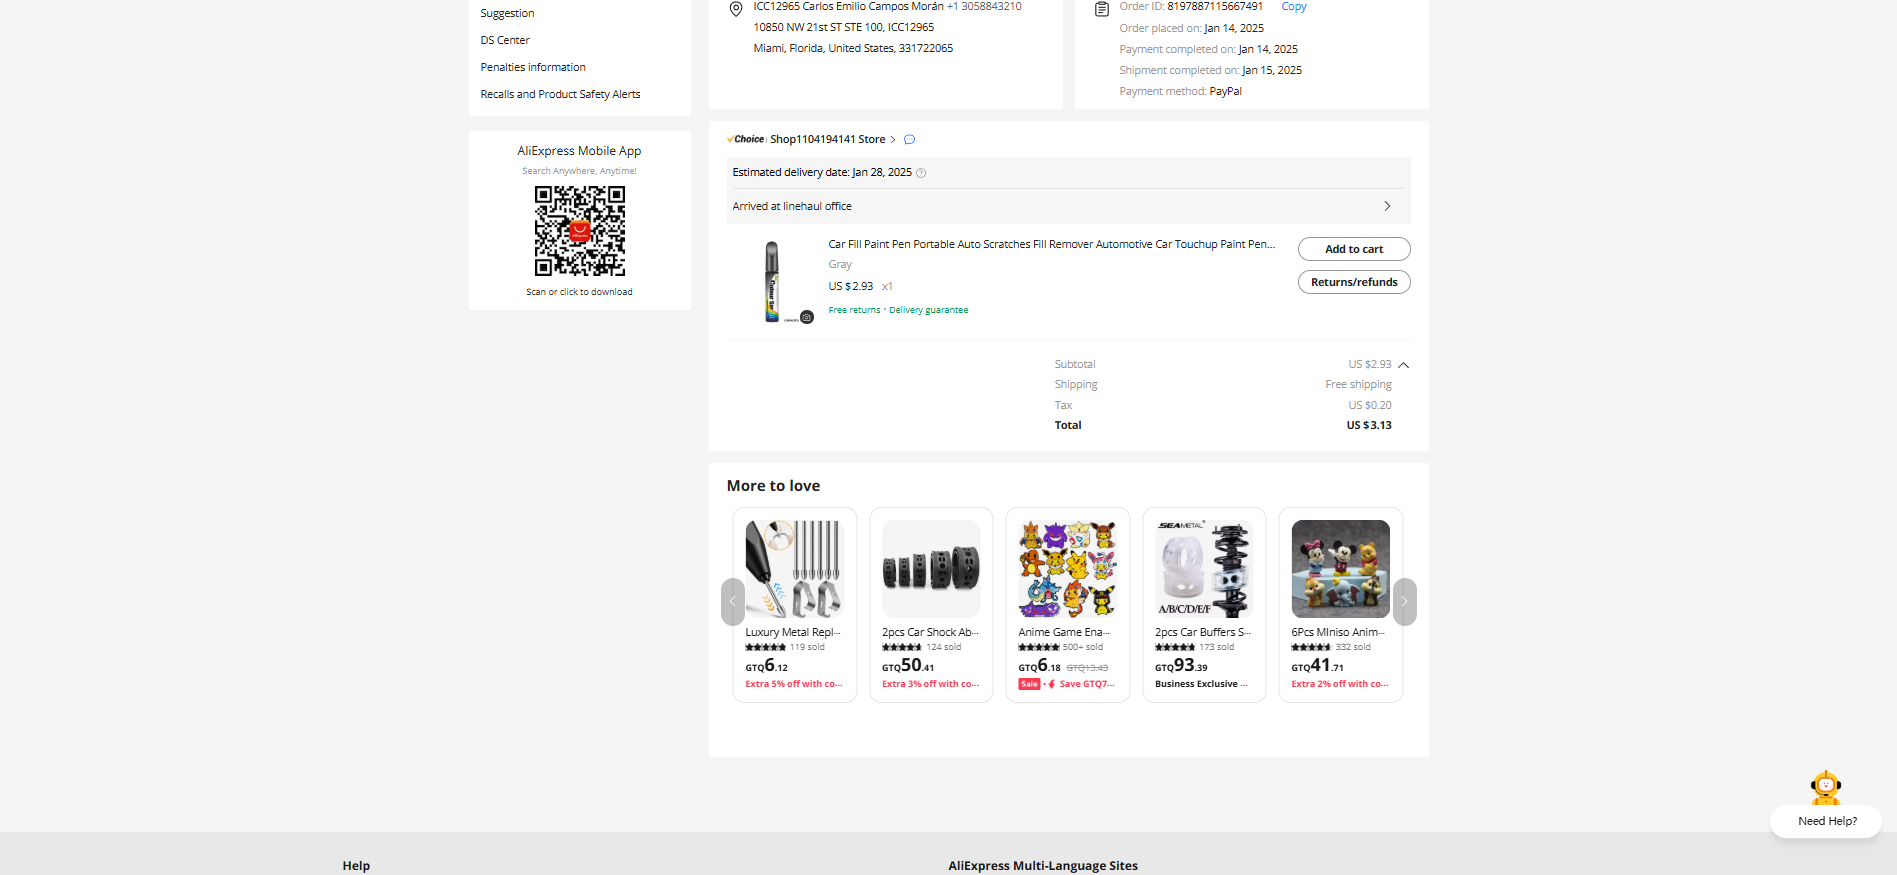 Suggestion
DS Center
Penalties information
Recalls and Product Safety Alerts
AliExpress Mobile App
Search Anywhere, Anytime!
AliExpress
Scan or click to download
ICC12965 Carlos Emilio Campos Morán +1 3058843210
10850 NW 21st ST STE 100, ICC12965
Miami, Florida, United States, 331722065
Order ID: 8197887115667491 Copy
Order placed on: Jan 14, 2025
Payment completed on: Jan 14, 2025
Shipment completed on: Jan 15, 2025
Payment method: PayPal
Choice Shop1104194141 Store
Estimated delivery date: Jan 28, 2025
Arrived at linehaul office
Car Fill Paint Pen Portable Auto Scratches Fill Remover Automotive Car Touchup Paint Pen...
Gray
US $2.93 x1
Free returns · Delivery guarantee
Add to cart
Returns/refunds
Subtotal US $2.93
Shipping Free shipping
Tax US $0.20
Total US $3.13
More to love
Luxury Metal Repl...
119 sold
GTQ6.12
Extra 5% off with co...
2pcs Car Shock Ab...
124 sold
GTQ50.41
Extra 3% off with co...
Anime Game Ena...
500+ sold
GTQ6.18 GTQ13.43
Sale · Save GTQ7...
SEAMETAL
A/B/C/D/E/F
2pcs Car Buffers S...
173 sold
GTQ93.39
Business Exclusive ...
6Pcs MIniso Anim...
332 sold
GTQ41.71
Extra 2% off with co...
Need Help?
Help
AliExpress Multi-Language Sites